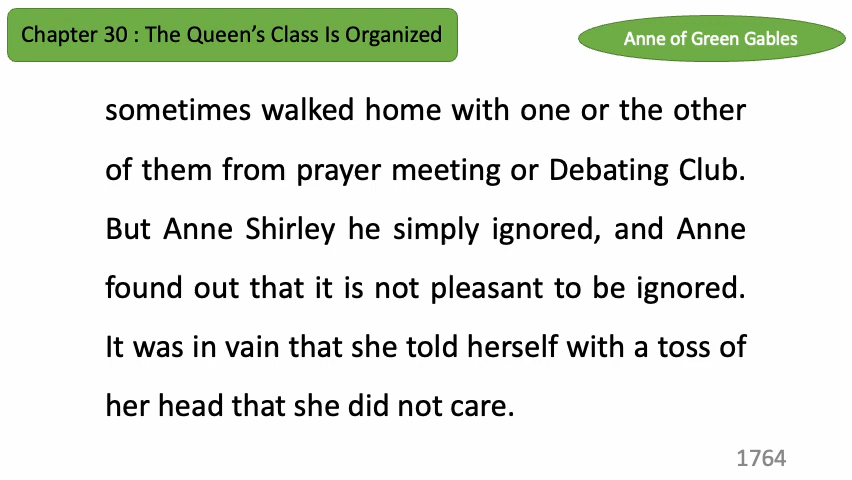 Chapter 30 : The Queen’s Class Is Organized
Anne of Green Gables
sometimes walked home with one or the other
of them from prayer meeting or Debating Club.
But Anne Shirley he simply ignored, and Anne
found out that it is not pleasant to be ignored.
It was in vain that she told herself with a toss of
her head that she did not care.
1764